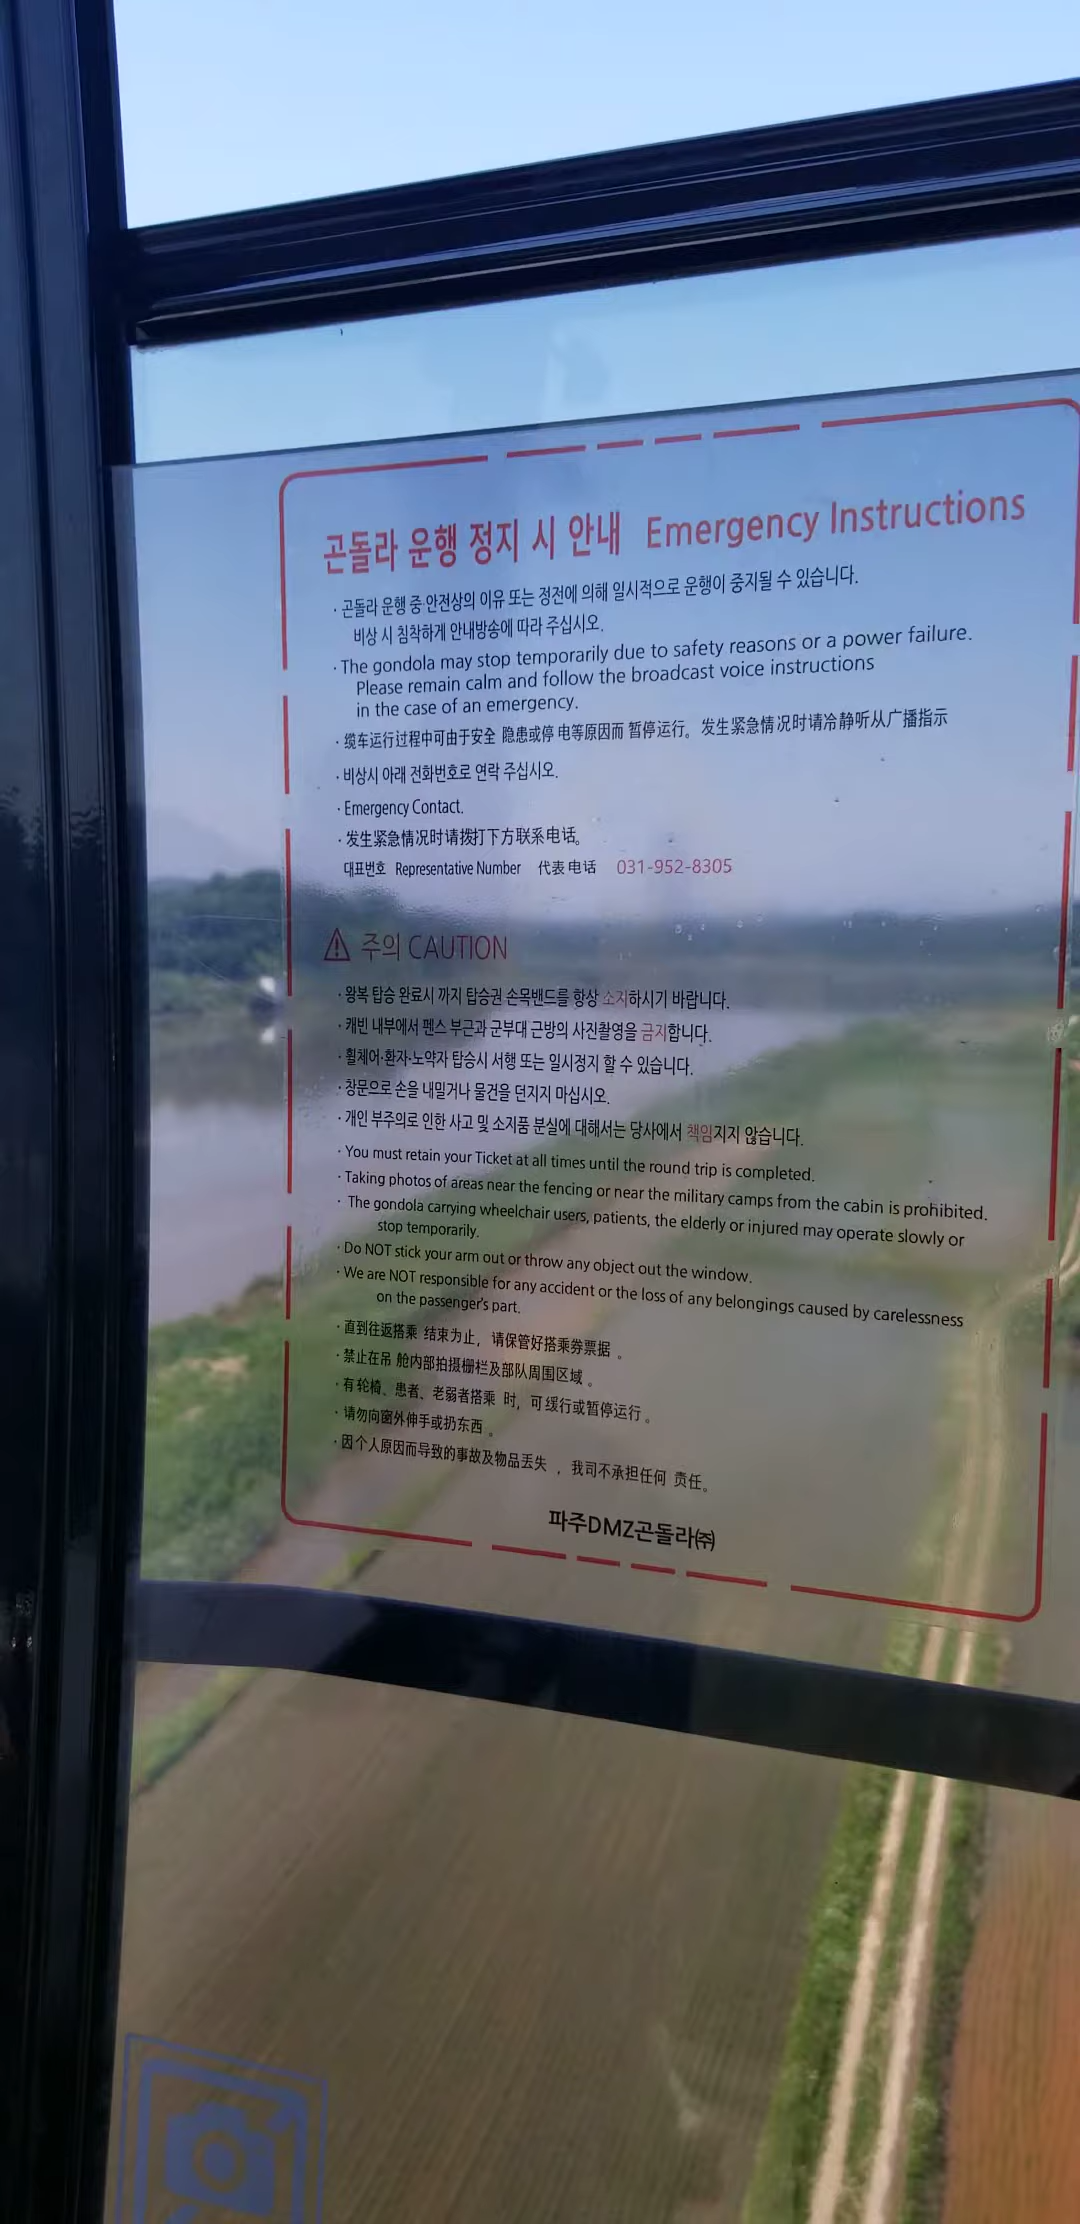 곤돌라 운행 정지 시 안내 Emergency Instructions
· 곤돌라 운행 중 안전상의 이유 또는 정전에 의해 일시적으로 운행이 중지될 수 있습니다.
비상 시 침착하게 안내방송에 따라 주십시오.
· The gondola may stop temporarily due to safety reasons or a power failure.
Please remain calm and follow the broadcast voice instructions
in the case of an emergency.
· 缆车运行过程中可由于安全 隐患或停 电等原因而 暂停运行。发生紧急情况时请冷静听从广播指示
· 비상시 아래 전화번호로 연락 주십시오.
· Emergency Contact.
· 发生紧急情况时请拨打下方联系电话。
대표번호 Representative Number 代表 电话 031-952-8305
주의 CAUTION
· 왕복 탑승 완료시 까지 탑승권 손목밴드를 항상 소지하시기 바랍니다.
· 캐빈 내부에서 펜스 부근과 군부대 근방의 사진촬영을 금지합니다.
· 휠체어·환자·노약자 탑승시 서행 또는 일시정지 할 수 있습니다.
· 창문으로 손을 내밀거나 물건을 던지지 마십시오.
· 개인 부주의로 인한 사고 및 소지품 분실에 대해서는 당사에서 책임지지 않습니다.
· You must retain your Ticket at all times until the round trip is completed.
· Taking photos of areas near the fencing or near the military camps from the cabin is prohibited.
· The gondola carrying wheelchair users, patients, the elderly or injured may operate slowly or
stop temporarily.
· Do NOT stick your arm out or throw any object out the window.
· We are NOT responsible for any accident or the loss of any belongings caused by carelessness
on the passenger's part.
· 直到往返搭乘 结束为止，请保管好搭乘券票据 。
· 禁止在吊 舱内部拍摄栅栏及部队周围区域 。
· 有轮椅、患者、老弱者搭乘 时，可缓行或暂停运行 。
· 请勿向窗外伸手或扔东西 。
· 因个人原因而导致的事故及物品丢失 ，我司不承担任何 责任。
파주DMZ곤돌라㈜